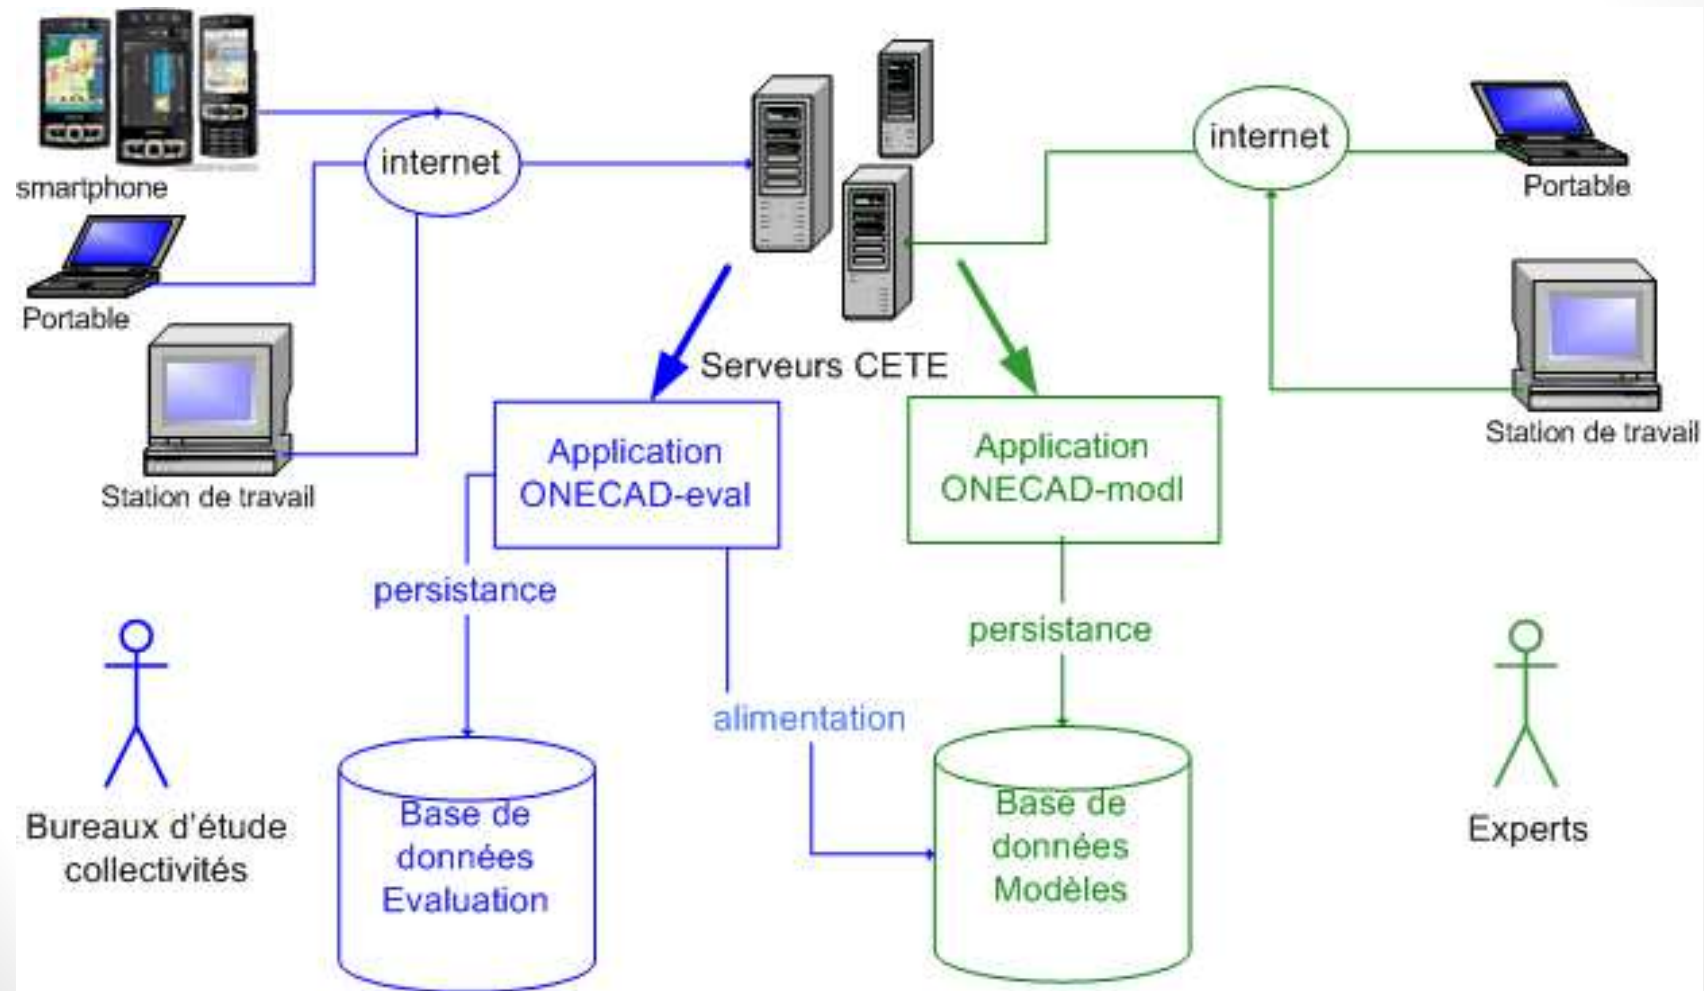 smartphone
internet
internet
Portable
Portable
Station de travail
Station de travail
Serveurs CETE
Application
ONECAD-eval
Application
ONECAD-modl
persistance
persistance
alimentation
Bureaux d'étude
collectivités
Base de
données
Evaluation
Base de
données
Modèles
Experts